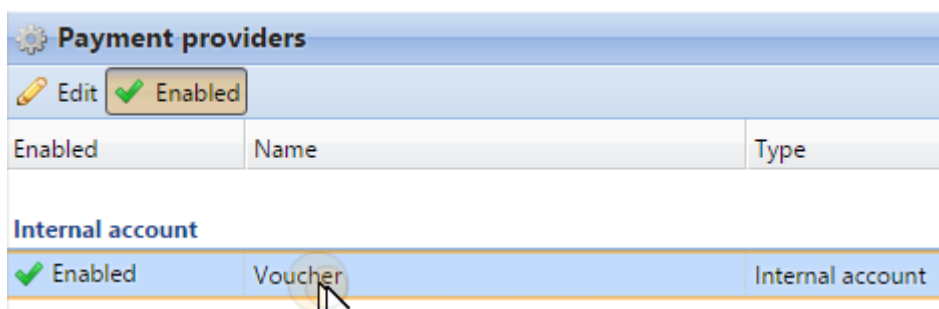 Payment providers
Edit Enabled
Enabled Name Type
Internal account
Enabled Voucher Internal account